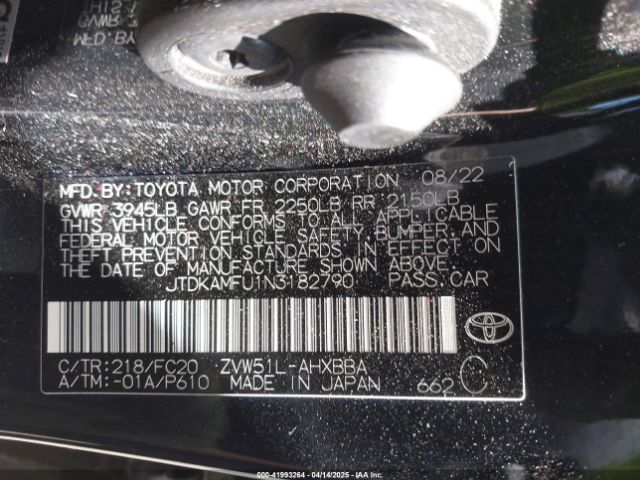 MFD.BY:TOYOTA MOTOR CORPORATION 08/22
GVWR 3945LB GAWR FR 2250LB RR 2150LB
THIS VEHICLE CONFORMS TO ALL APPLICABLE
FEDERAL MOTOR VEHICLE SAFETY, BUMPER, AND
THEFT PREVENTION STANDARDS IN EFFECT ON
THE DATE OF MANUFACTURE SHOWN ABOVE.
JTDKAMFU1N3182790 PASS.CAR
C/TR:218/FC20 ZVW51L-AHXBBA
A/TM:-01A/P610 MADE IN JAPAN 662 C
000-41993264 - 04/14/2025 - IAAI.COM